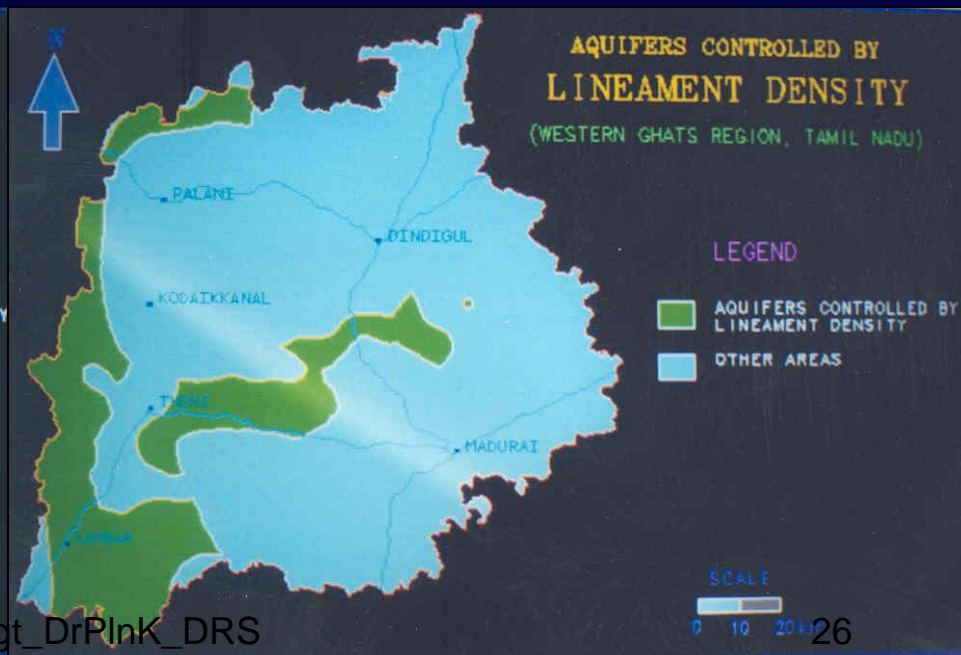 N
AQUIFERS CONTROLLED BY
LINEAMENT DENSITY
(WESTERN GHATS REGION, TAMIL NADU)
PALANI
DINDIGUL
LEGEND
KODAIKKANAL
Y
AQUIFERS CONTROLLED BY
LINEAMENT DENSITY
OTHER AREAS
THENI
MADURAI
KAMBAM
SCALE
0 10 20
gt_DrPlnK_DRS
26